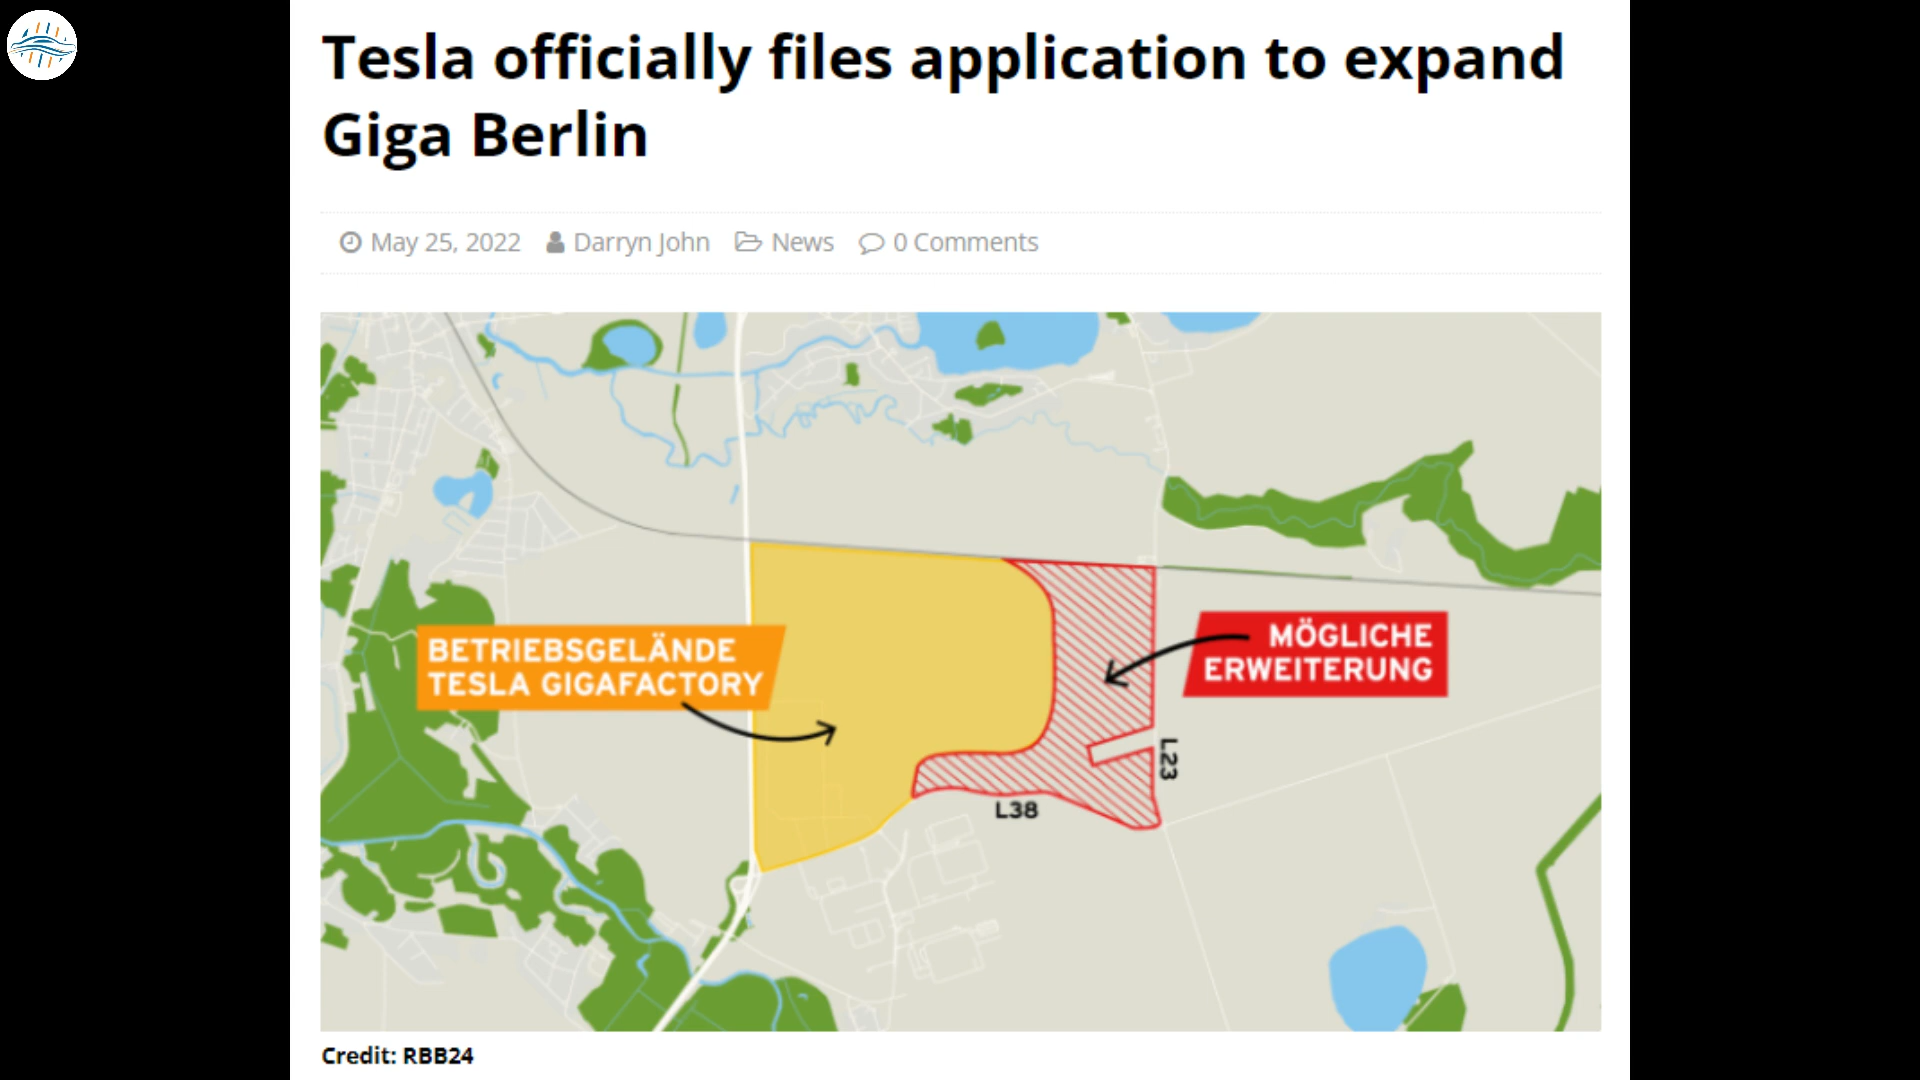 Tesla officially files application to expand
Giga Berlin
May 25, 2022 Darryn John News 0 Comments
BETRIEBSGELÄNDE
TESLA GIGAFACTORY
MÖGLICHE
ERWEITERUNG
L23
L38
Credit: RBB24